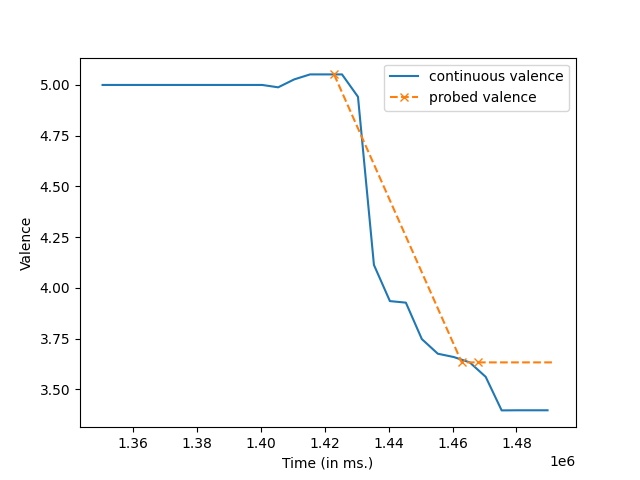 continuous valence
probed valence
5.00
4.75
4.50
4.25
4.00
3.75
3.50
Valence
1.36
1.38
1.40
1.42
1.44
1.46
1.48
1e6
Time (in ms.)